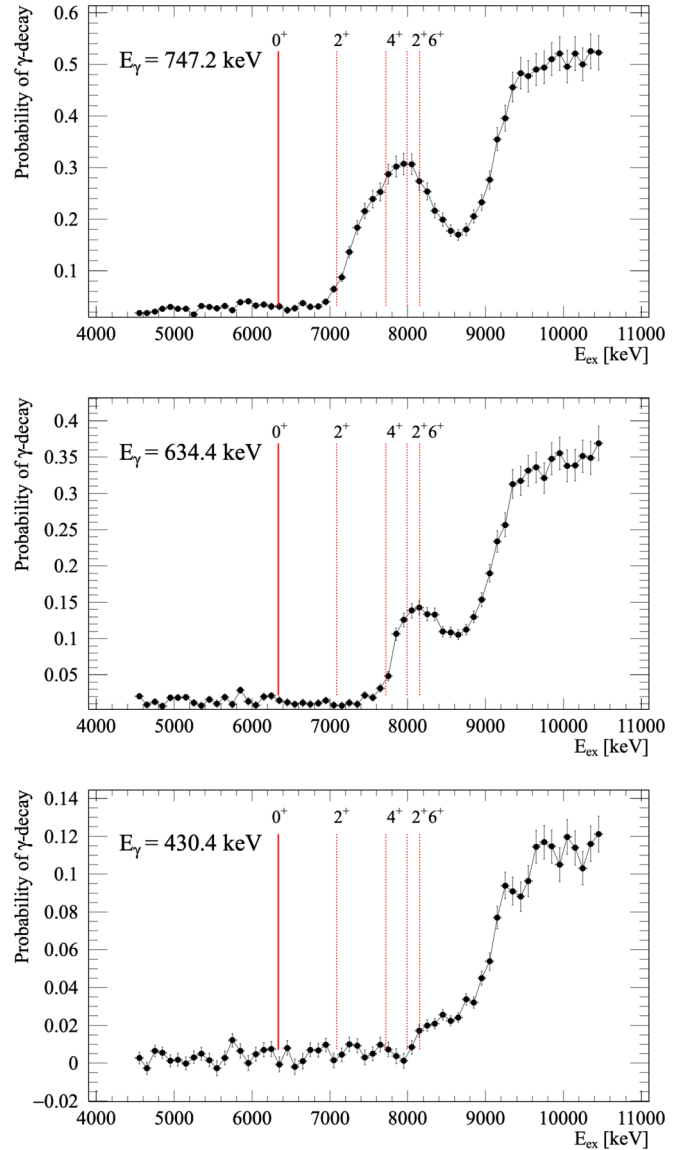 0.6
0.5
0.4
0.3
0.2
0.1
Probability of γ-decay
E_γ = 747.2 keV
0⁺ 2⁺ 4⁺ 2⁺6⁺
4000 5000 6000 7000 8000 9000 10000 11000
E_ex [keV]
0.4
0.35
0.3
0.25
0.2
0.15
0.1
0.05
Probability of γ-decay
E_γ = 634.4 keV
0⁺ 2⁺ 4⁺ 2⁺6⁺
4000 5000 6000 7000 8000 9000 10000 11000
E_ex [keV]
0.14
0.12
0.1
0.08
0.06
0.04
0.02
0
−0.02
Probability of γ-decay
E_γ = 430.4 keV
0⁺ 2⁺ 4⁺ 2⁺6⁺
4000 5000 6000 7000 8000 9000 10000 11000
E_ex [keV]